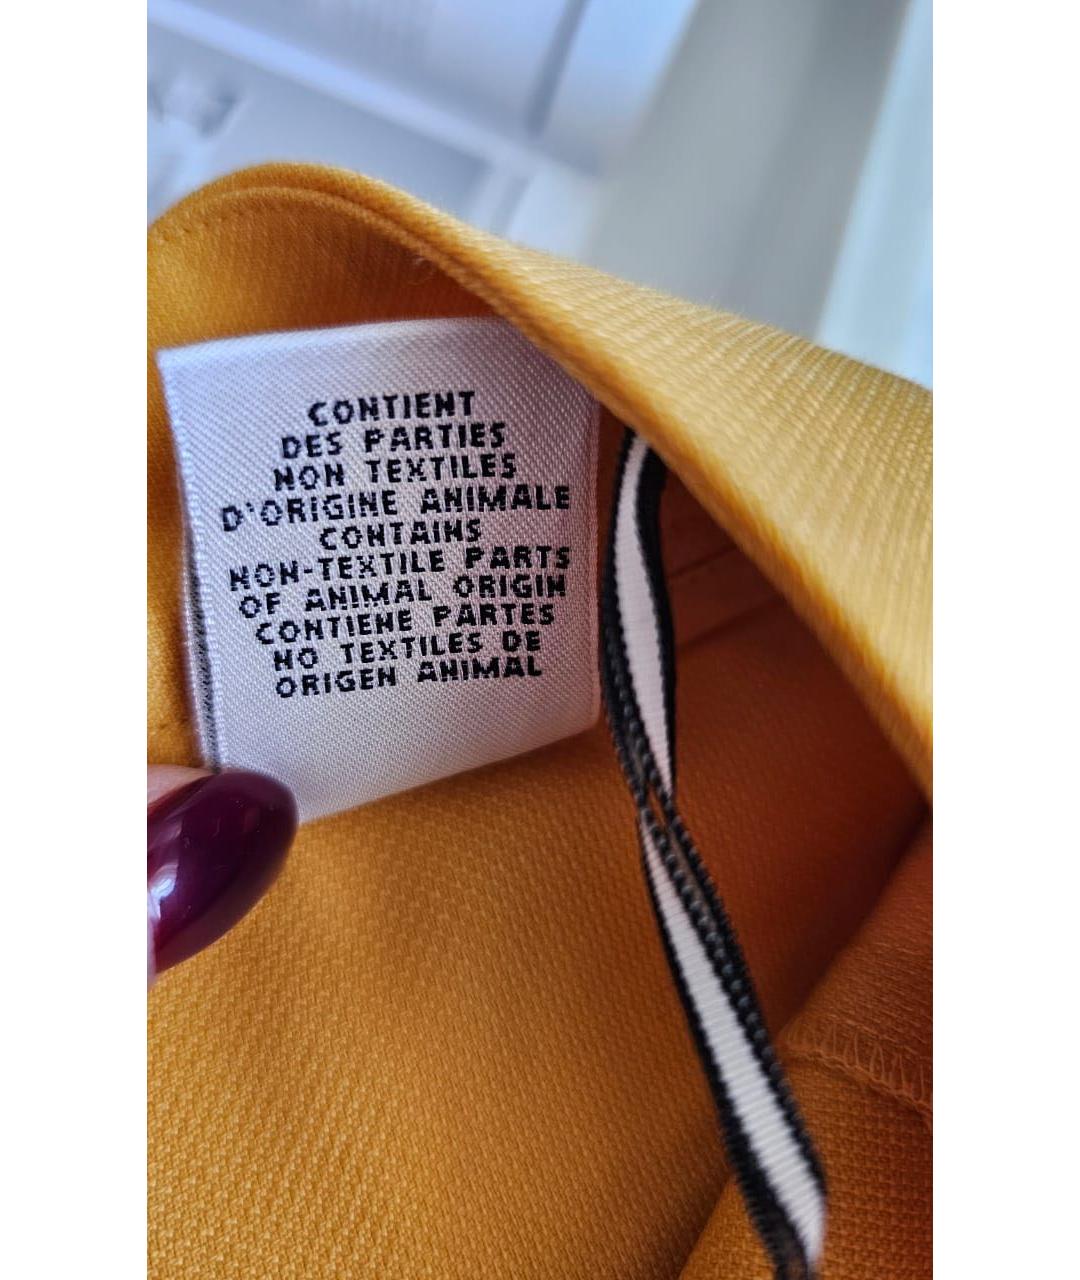 CONTIENT
DES PARTIES
NON TEXTILES
D'ORIGINE ANIMALE
CONTAINS
NON-TEXTILE PARTS
OF ANIMAL ORIGIN
CONTIENE PARTES
NO TEXTILES DE
ORIGEN ANIMAL